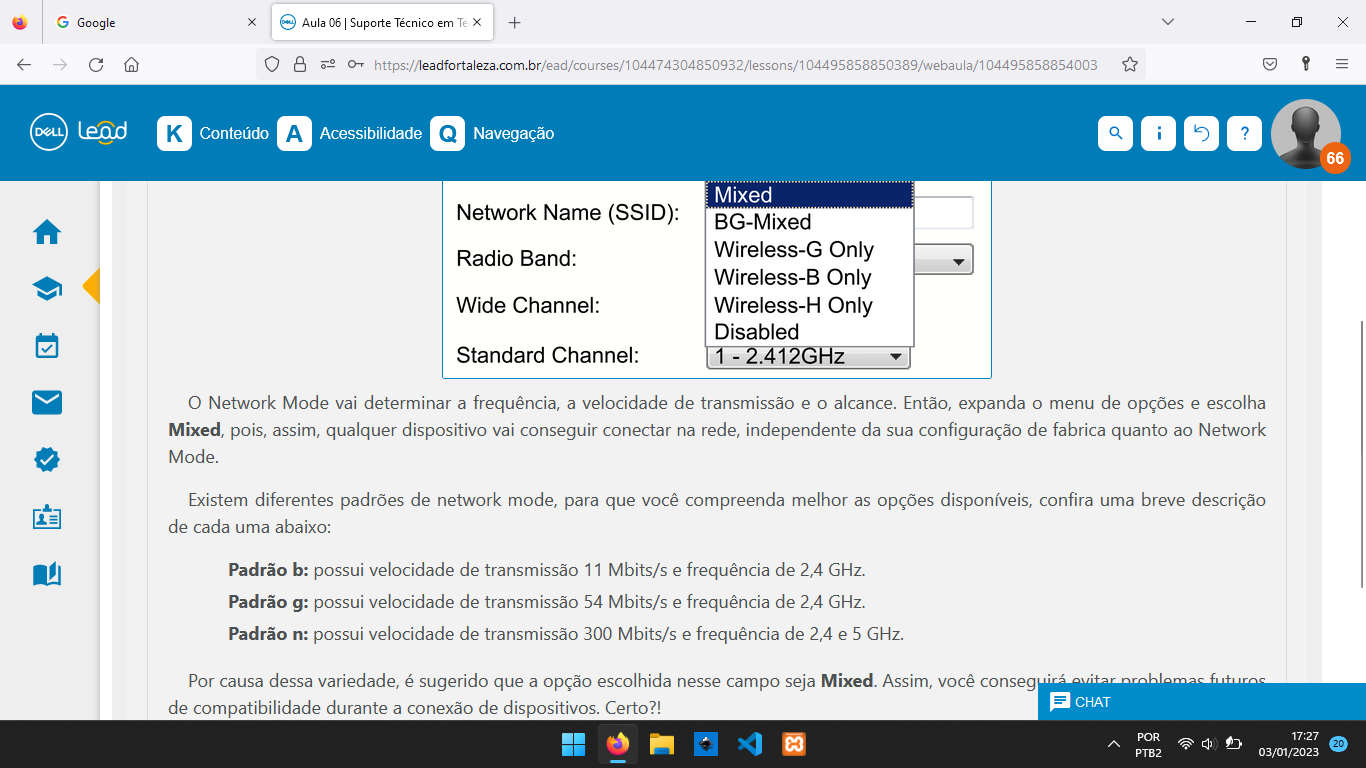 Google
Aula 06 | Suporte Técnico em Te
https://leadfortaleza.com.br/ead/courses/104474304850932/lessons/104495858850389/webaula/104495858854003
DELL Lead K Conteúdo A Acessibilidade Q Navegação i ?
66
Mixed
Network Name (SSID):
BG-Mixed
Wireless-G Only
Radio Band:
Wireless-B Only
Wide Channel:
Wireless-H Only
Disabled
Standard Channel: 1 - 2.412GHz
O Network Mode vai determinar a frequência, a velocidade de transmissão e o alcance. Então, expanda o menu de opções e escolha
Mixed, pois, assim, qualquer dispositivo vai conseguir conectar na rede, independente da sua configuração de fabrica quanto ao Network
Mode.
Existem diferentes padrões de network mode, para que você compreenda melhor as opções disponíveis, confira uma breve descrição
de cada uma abaixo:
Padrão b: possui velocidade de transmissão 11 Mbits/s e frequência de 2,4 GHz.
Padrão g: possui velocidade de transmissão 54 Mbits/s e frequência de 2,4 GHz.
Padrão n: possui velocidade de transmissão 300 Mbits/s e frequência de 2,4 e 5 GHz.
Por causa dessa variedade, é sugerido que a opção escolhida nesse campo seja Mixed. Assim, você conseguirá evitar problemas futuros
de compatibilidade durante a conexão de dispositivos. Certo?!
CHAT
POR
PTB2
17:27
03/01/2023
20